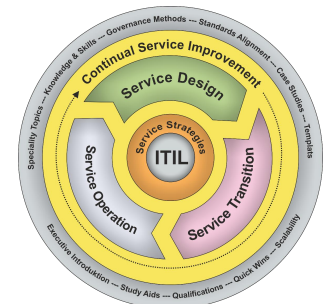 Speciality Topics --- Knowledge & Skills --- Governance Methods --- Standards Alignment --- Case Studies --- Templats
Continual Service Improvement
Service Design
Service Strategies
ITIL
Service Operation
Service Transition
Executive Introduktion --- Study Aids --- Qualifications --- Quick Wins --- Scalability